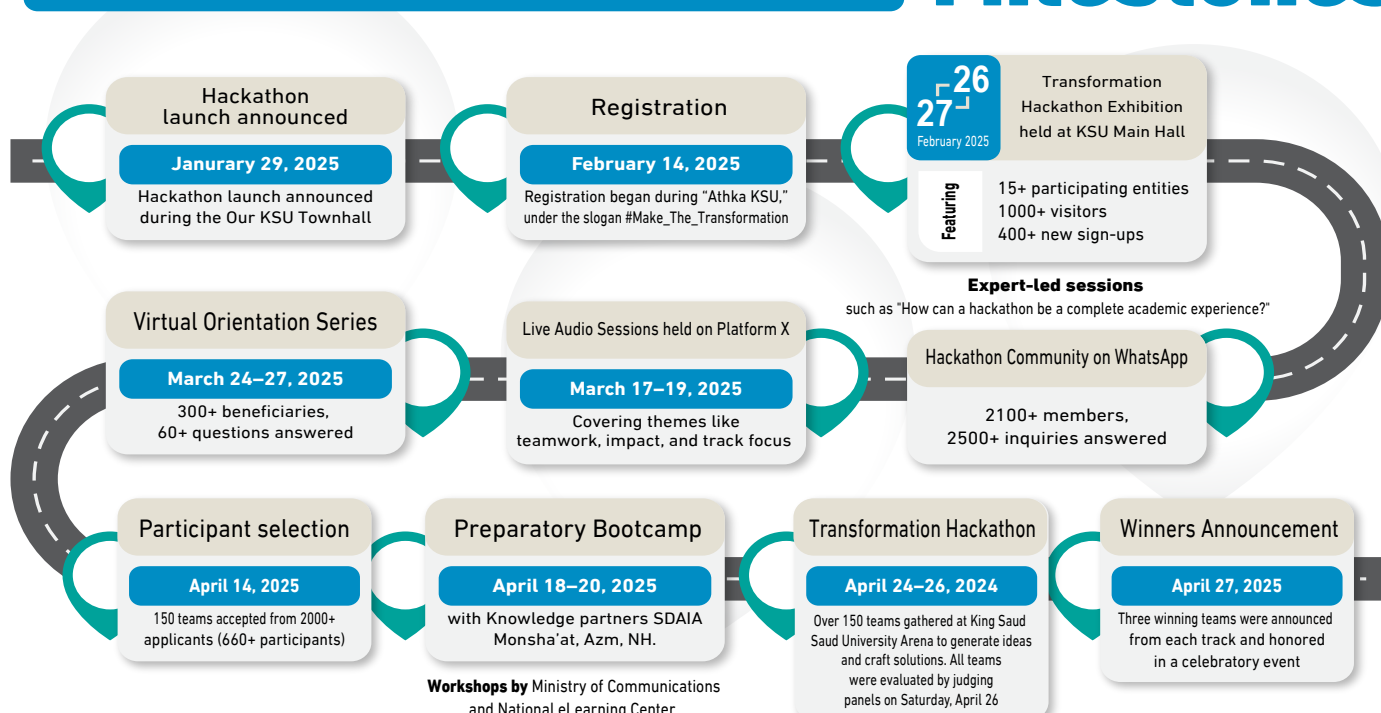 Milestones
Hackathon
launch announced
Janurary 29, 2025
Hackathon launch announced
during the Our KSU Townhall
Registration
February 14, 2025
Registration began during “Athka KSU,”
under the slogan #Make_The_Transformation
26
27
February 2025
Transformation
Hackathon Exhibition
held at KSU Main Hall
Featuring
15+ participating entities
1000+ visitors
400+ new sign-ups
Expert-led sessions
such as "How can a hackathon be a complete academic experience?"
Hackathon Community on WhatsApp
2100+ members,
2500+ inquiries answered
Live Audio Sessions held on Platform X
March 17–19, 2025
Covering themes like
teamwork, impact, and track focus
Virtual Orientation Series
March 24–27, 2025
300+ beneficiaries,
60+ questions answered
Participant selection
April 14, 2025
150 teams accepted from 2000+
applicants (660+ participants)
Preparatory Bootcamp
April 18–20, 2025
with Knowledge partners SDAIA
Monsha’at, Azm, NH.
Workshops by Ministry of Communications
and National eLearning Center
Transformation Hackathon
April 24–26, 2024
Over 150 teams gathered at King Saud
Saud University Arena to generate ideas
and craft solutions. All teams
were evaluated by judging
panels on Saturday, April 26
Winners Announcement
April 27, 2025
Three winning teams were announced
from each track and honored
in a celebratory event